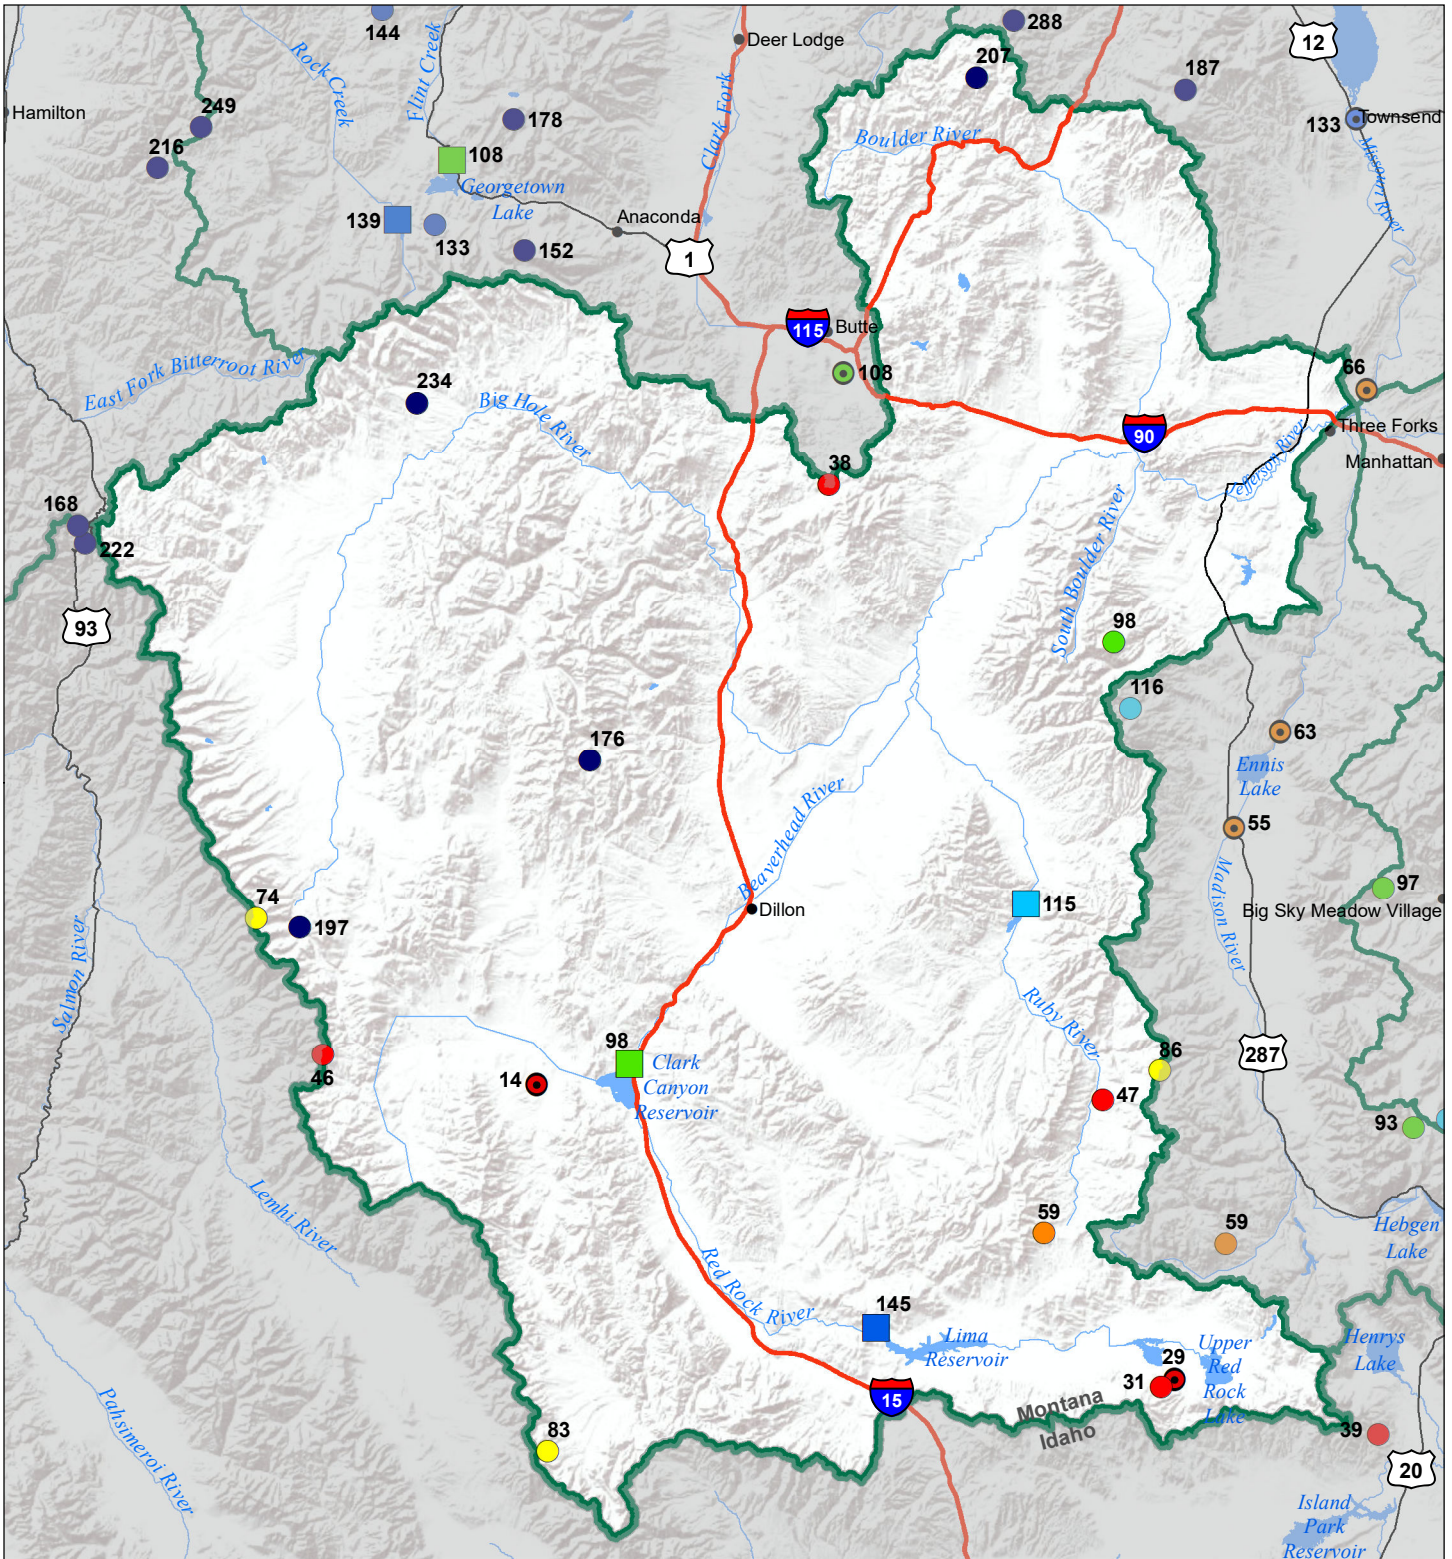 144
Rock Creek
Flint Creek
Deer Lodge
288
12
207
187
Hamilton
249
178
Clark Fork
Boulder River
133
Townsend
216
108
Georgetown
Lake
Missouri River
139
133
152
Anaconda
1
115
Butte
East Fork Bitterroot River
234
Big Hole River
108
66
90
Three Forks
Jefferson River
Manhattan
38
168
222
South Boulder River
93
98
116
176
63
Ennis
Lake
Beaverhead River
55
Madison River
97
74
197
Dillon
115
Big Sky Meadow Village
Salmon River
Ruby River
98
Clark
Canyon
Reservoir
46
14
86
287
47
93
Lemhi River
59
59
Hebgen
Lake
Red Rock River
145
Lima
Reservoir
Upper
Red
Rock
Lake
Henrys
Lake
29
31
15
Montana
Idaho
Pahsimeroi River
83
39
20
Island
Park
Reservoir